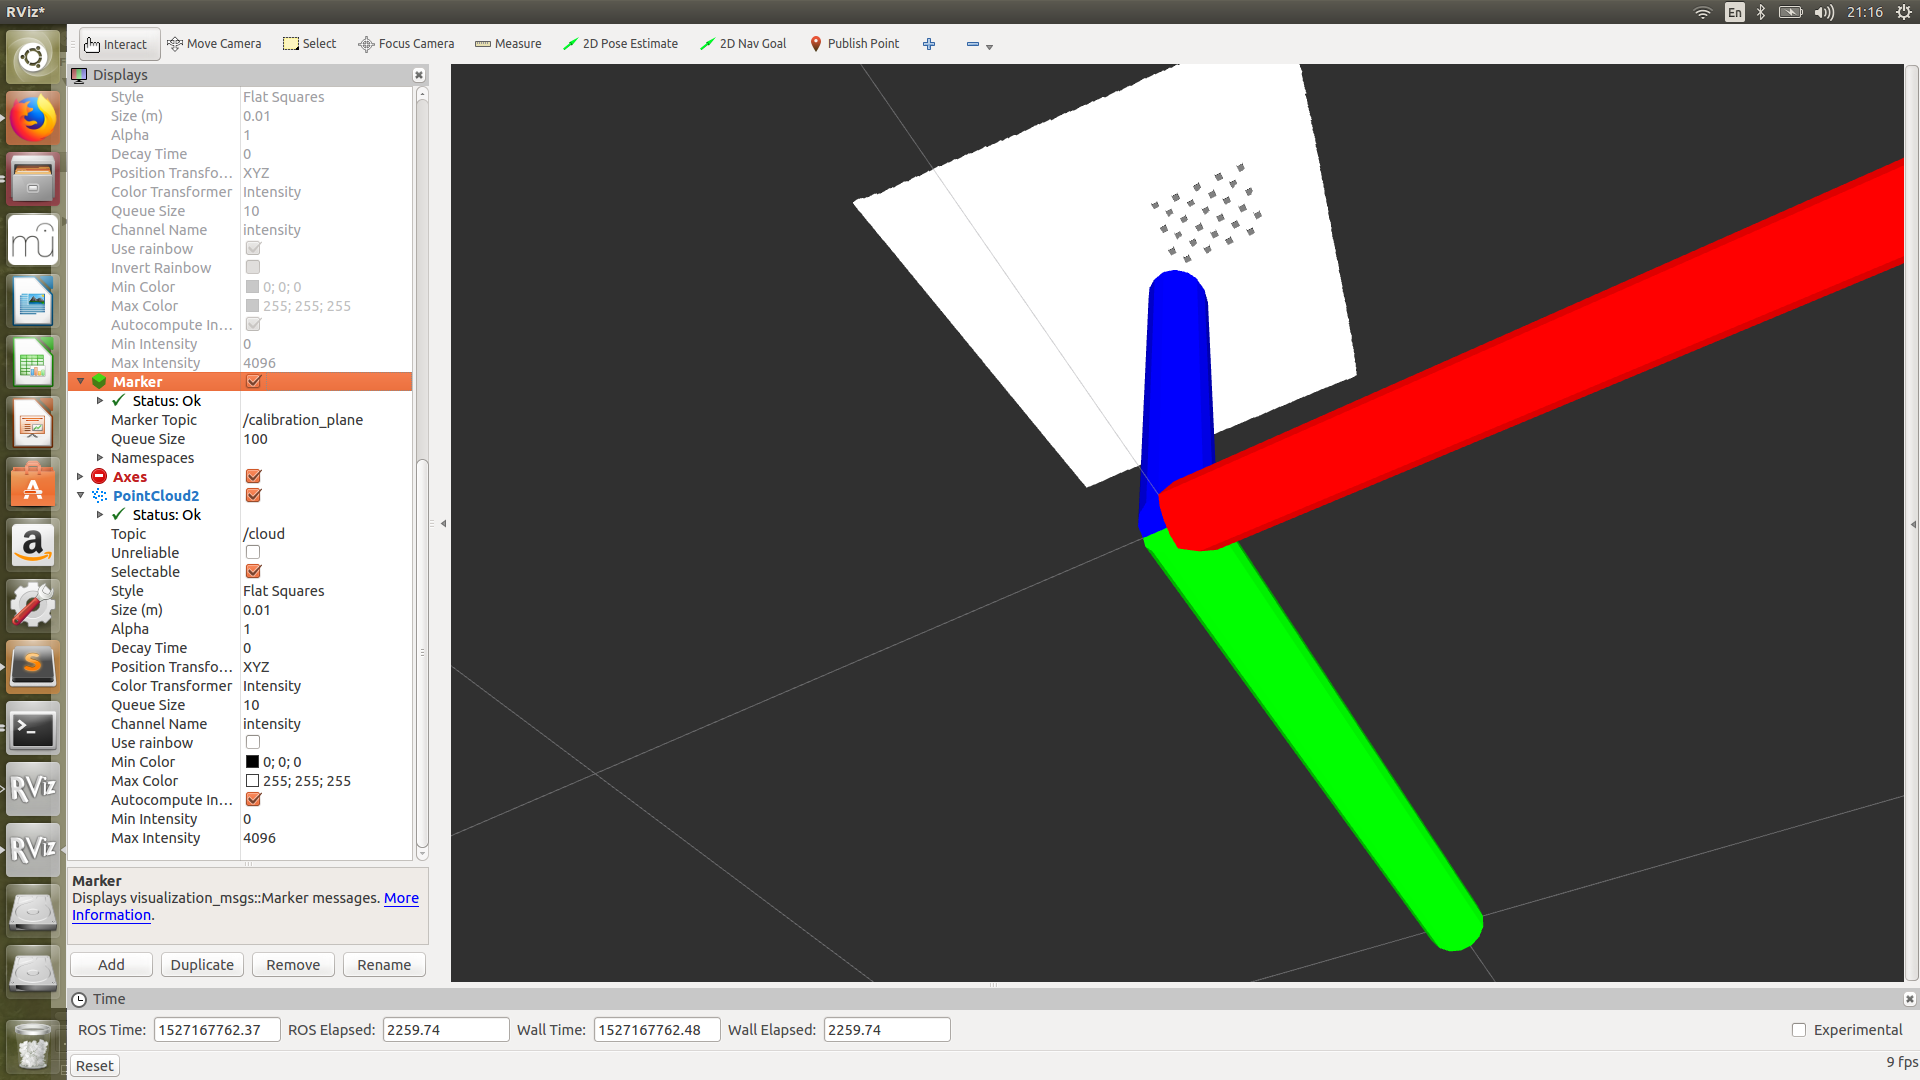 RViz*
En
21:16
Interact
Move Camera
Select
Focus Camera
Measure
2D Pose Estimate
2D Nav Goal
Publish Point
Displays
Style Flat Squares
Size (m) 0.01
Alpha 1
Decay Time 0
Position Transfo... XYZ
Color Transformer Intensity
Queue Size 10
Channel Name intensity
Use rainbow
Invert Rainbow
Min Color 0; 0; 0
Max Color 255; 255; 255
Autocompute In...
Min Intensity 0
Max Intensity 4096
Marker
Status: Ok
Marker Topic /calibration_plane
Queue Size 100
Namespaces
Axes
PointCloud2
Status: Ok
Topic /cloud
Unreliable
Selectable
Style Flat Squares
Size (m) 0.01
Alpha 1
Decay Time 0
Position Transfo... XYZ
Color Transformer Intensity
Queue Size 10
Channel Name intensity
Use rainbow
Min Color 0; 0; 0
Max Color 255; 255; 255
Autocompute In...
Min Intensity 0
Max Intensity 4096
Marker
Displays visualization_msgs::Marker messages. More
Information.
Add Duplicate Remove Rename
Time
ROS Time: 1527167762.37 ROS Elapsed: 2259.74 Wall Time: 1527167762.48 Wall Elapsed: 2259.74 Experimental
Reset
9 fps
mu
a
S
>_
RViz
RViz